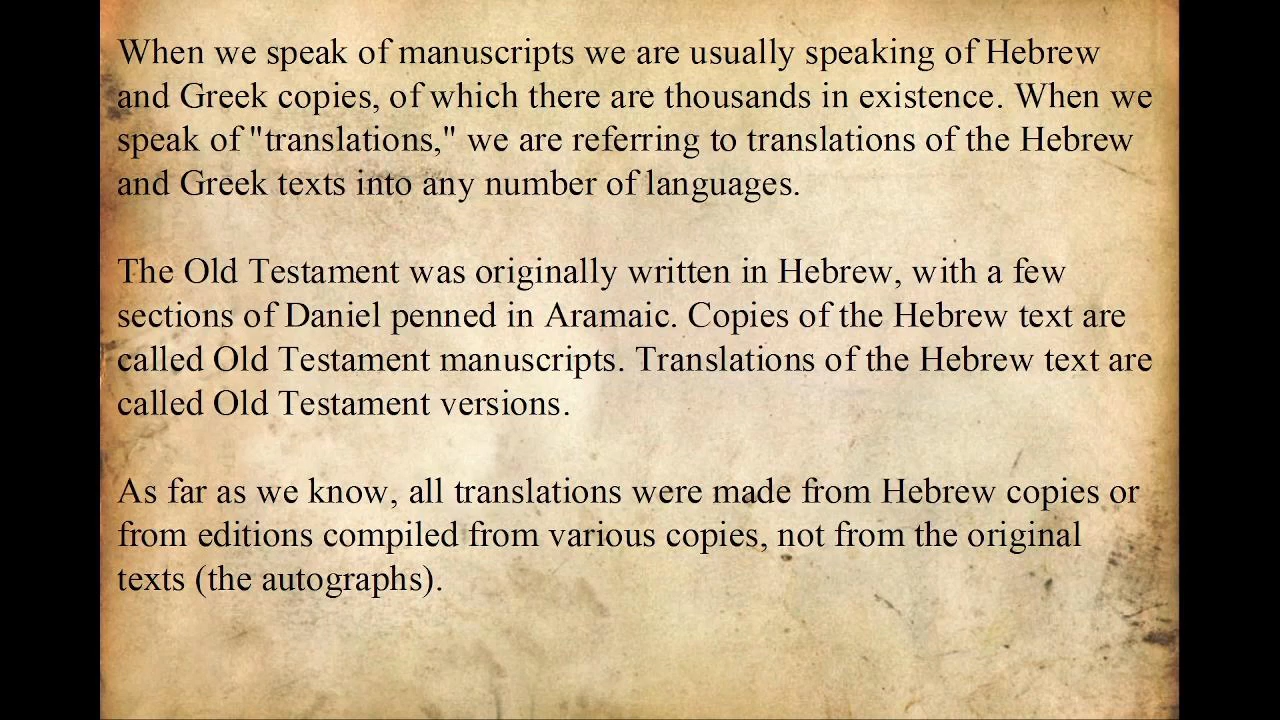 When we speak of manuscripts we are usually speaking of Hebrew
and Greek copies, of which there are thousands in existence. When we
speak of "translations," we are referring to translations of the Hebrew
and Greek texts into any number of languages.
The Old Testament was originally written in Hebrew, with a few
sections of Daniel penned in Aramaic. Copies of the Hebrew text are
called Old Testament manuscripts. Translations of the Hebrew text are
called Old Testament versions.
As far as we know, all translations were made from Hebrew copies or
from editions compiled from various copies, not from the original
texts (the autographs).